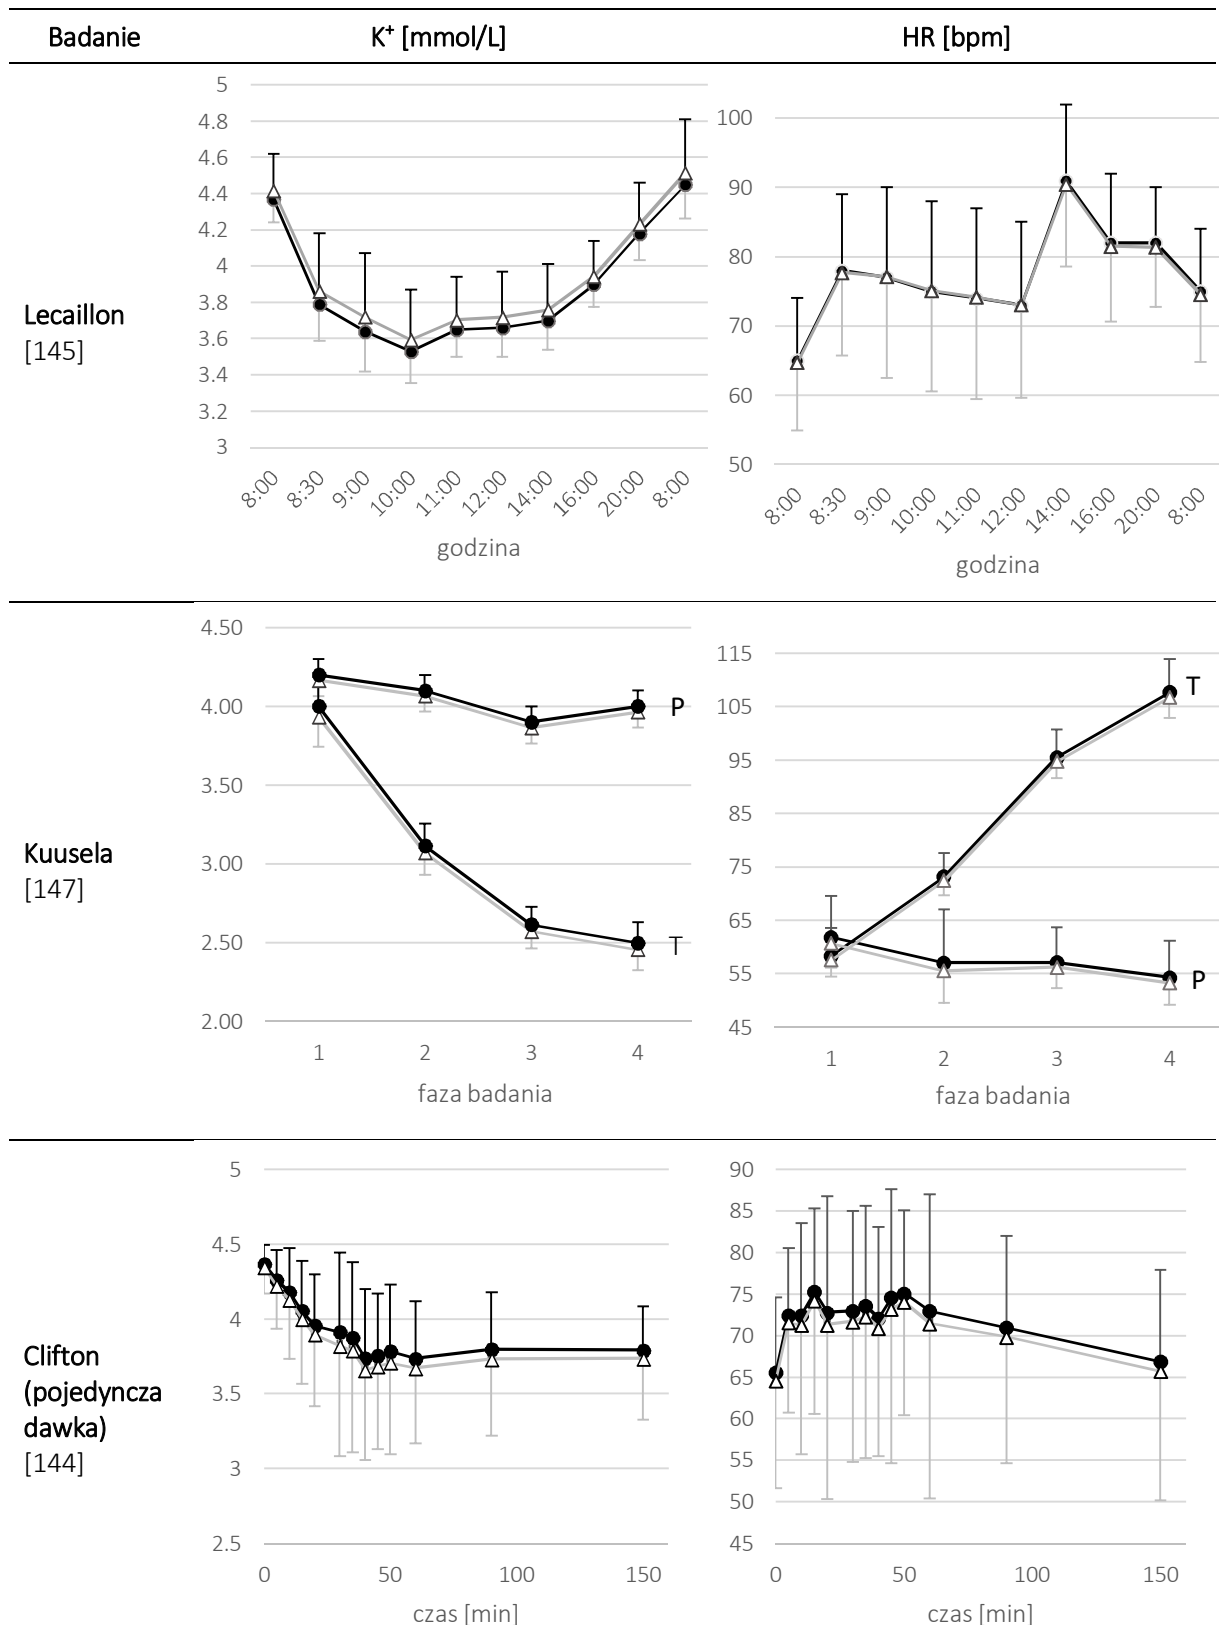 Badanie K⁺ [mmol/L] HR [bpm]
5
4.8
4.6
4.4
4.2
4
3.8
3.6
3.4
3.2
3
8:00 8:30 9:00 10:00 11:00 12:00 14:00 16:00 20:00 8:00
godzina
100
90
80
70
60
50
8:00 8:30 9:00 10:00 11:00 12:00 14:00 16:00 20:00 8:00
godzina
Lecaillon
[145]
4.50
4.00
3.50
3.00
2.50
2.00
P
T
1 2 3 4
faza badania
115
105
95
85
75
65
55
45
T
P
1 2 3 4
faza badania
Kuusela
[147]
5
4.5
4
3.5
3
2.5
0 50 100 150
czas [min]
90
85
80
75
70
65
60
55
50
45
0 50 100 150
czas [min]
Clifton
(pojedyncza
dawka)
[144]